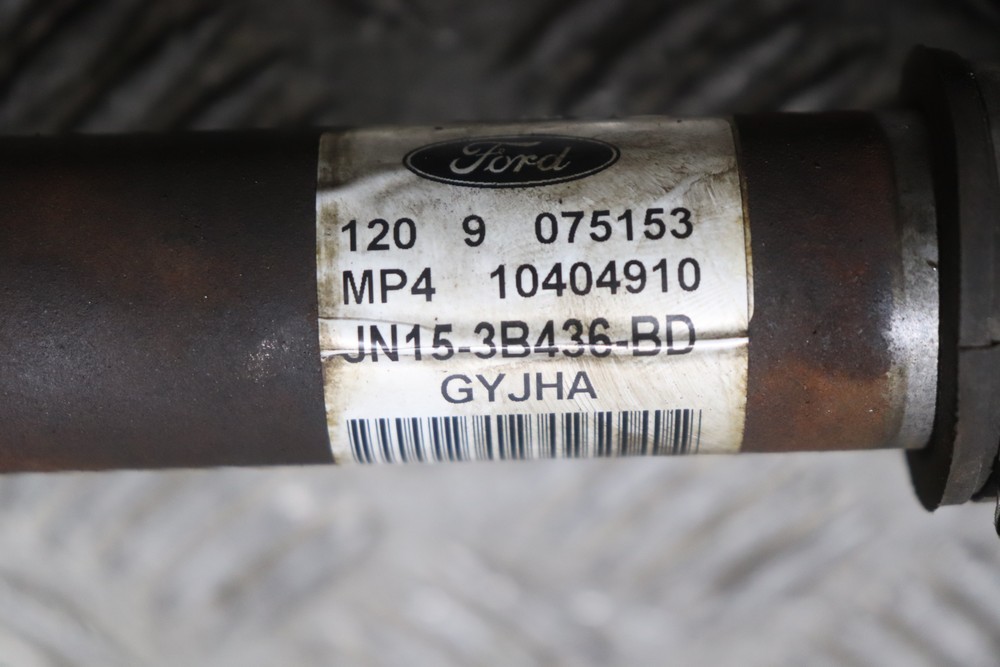 Ford
120 9 075153
MP4 10404910
JN15-3B436-BD
GYJHA